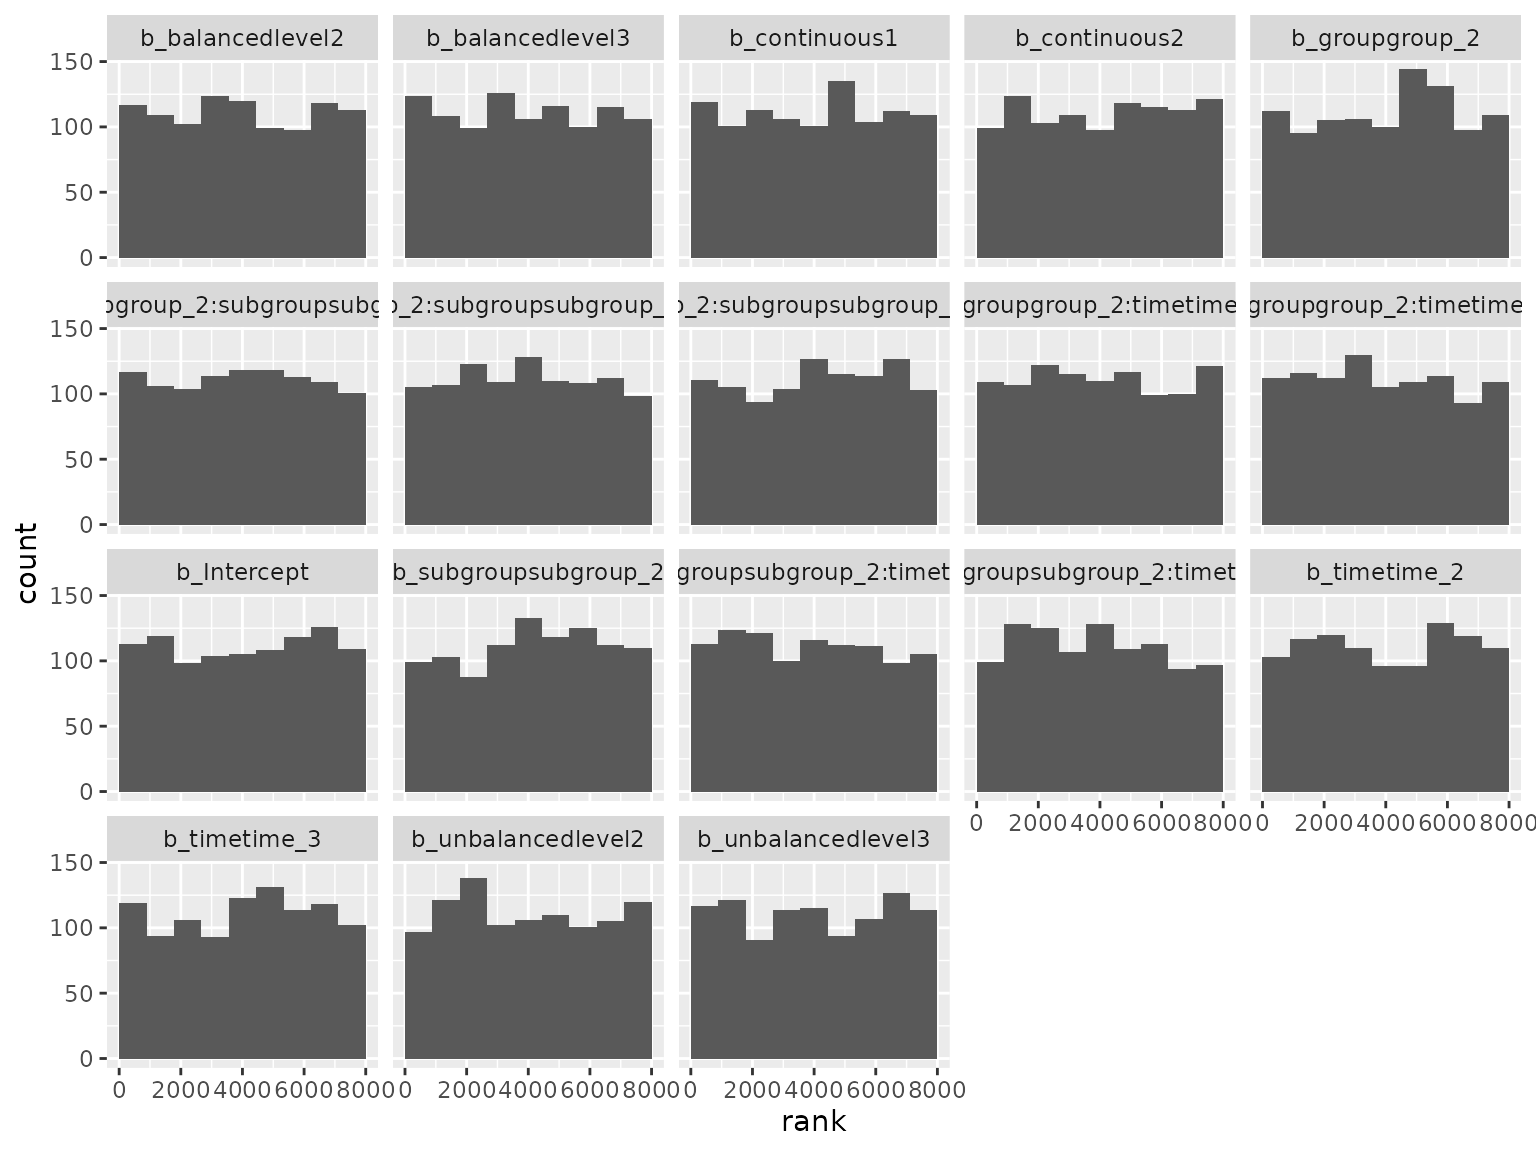 b_balancedlevel2 b_balancedlevel3 b_continuous1 b_continuous2 b_groupgroup_2
150
100
50
0
group_2:subgroupsubg _2:subgroupsubgroup_ _2:subgroupsubgroup_ groupgroup_2:timetime groupgroup_2:timetime
150
100
50
0
b_Intercept b_subgroupsubgroup_2 groupsubgroup_2:timet groupsubgroup_2:timet b_timetime_2
150
100
50
0
0 2000 4000 6000 8000 0 2000 4000 6000 8000
b_timetime_3 b_unbalancedlevel2 b_unbalancedlevel3
150
100
50
0
0 2000 4000 6000 8000 0 2000 4000 6000 8000 0 2000 4000 6000 8000
count
rank